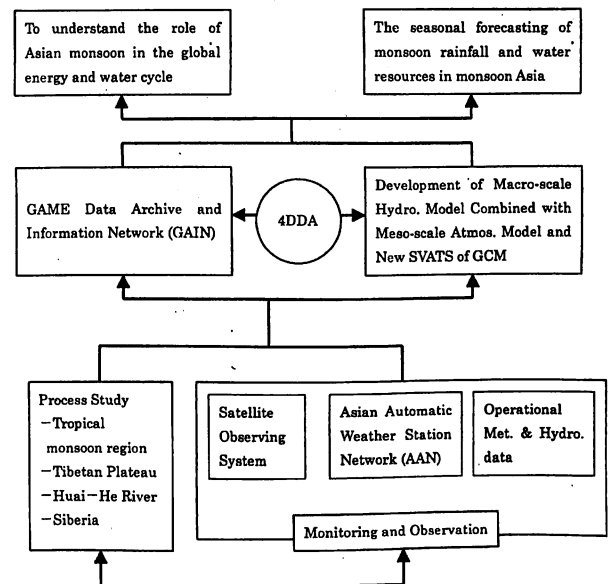 To understand the role of
Asian monsoon in the global
energy and water cycle
The seasonal forecasting of
monsoon rainfall and water
resources in monsoon Asia
GAME Data Archive and
Information Network (GAIN)
4DDA
Development of Macro-scale
Hydro. Model Combined with
Meso-scale Atmos. Model and
New SVATS of GCM
Process Study
－Tropical
monsoon region
－Tibetan Plateau
－Huai－He River
－Siberia
Satellite
Observing
System
Asian Automatic
Weather Station
Network (AAN)
Operational
Met. & Hydro.
data
Monitoring and Observation